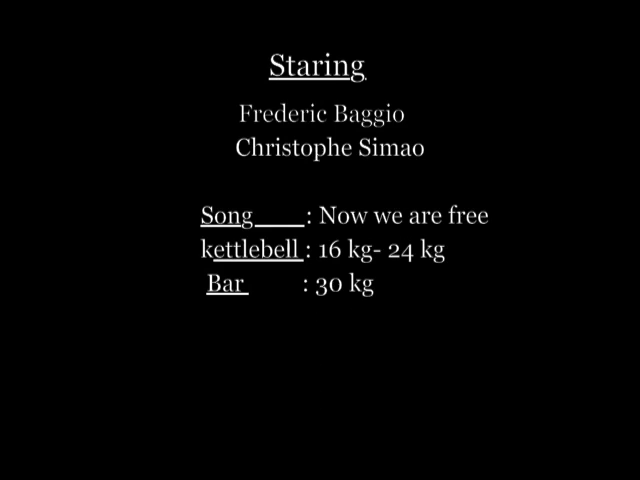 Staring
Frederic Baggio
Christophe Simao
Song : Now we are free
kettlebell : 16 kg- 24 kg
Bar : 30 kg